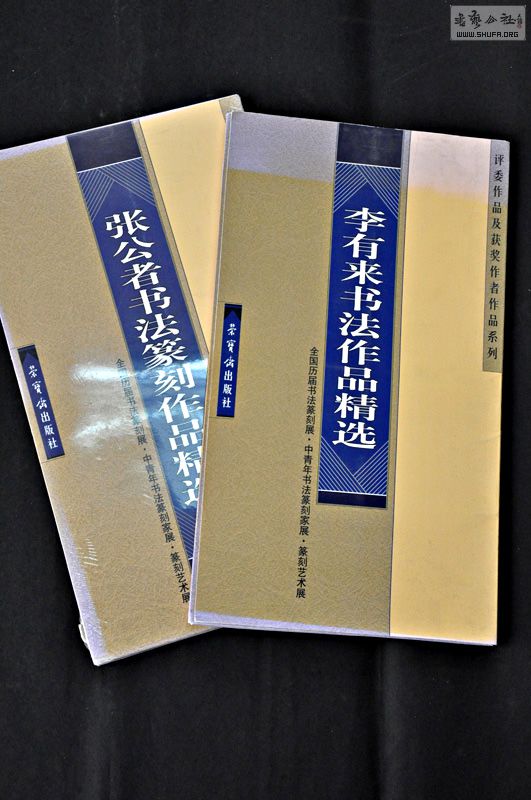 书艺公社
WWW.SHUFA.ORG
张公者书法篆刻作品精选
全国历届书法篆刻展·中青年书法篆刻家展·篆刻艺术展
荣宝斋出版社
评委作品及获奖作者作品系列
李有来书法作品精选
全国历届书法篆刻展·中青年书法篆刻家展·篆刻艺术展
荣宝斋出版社